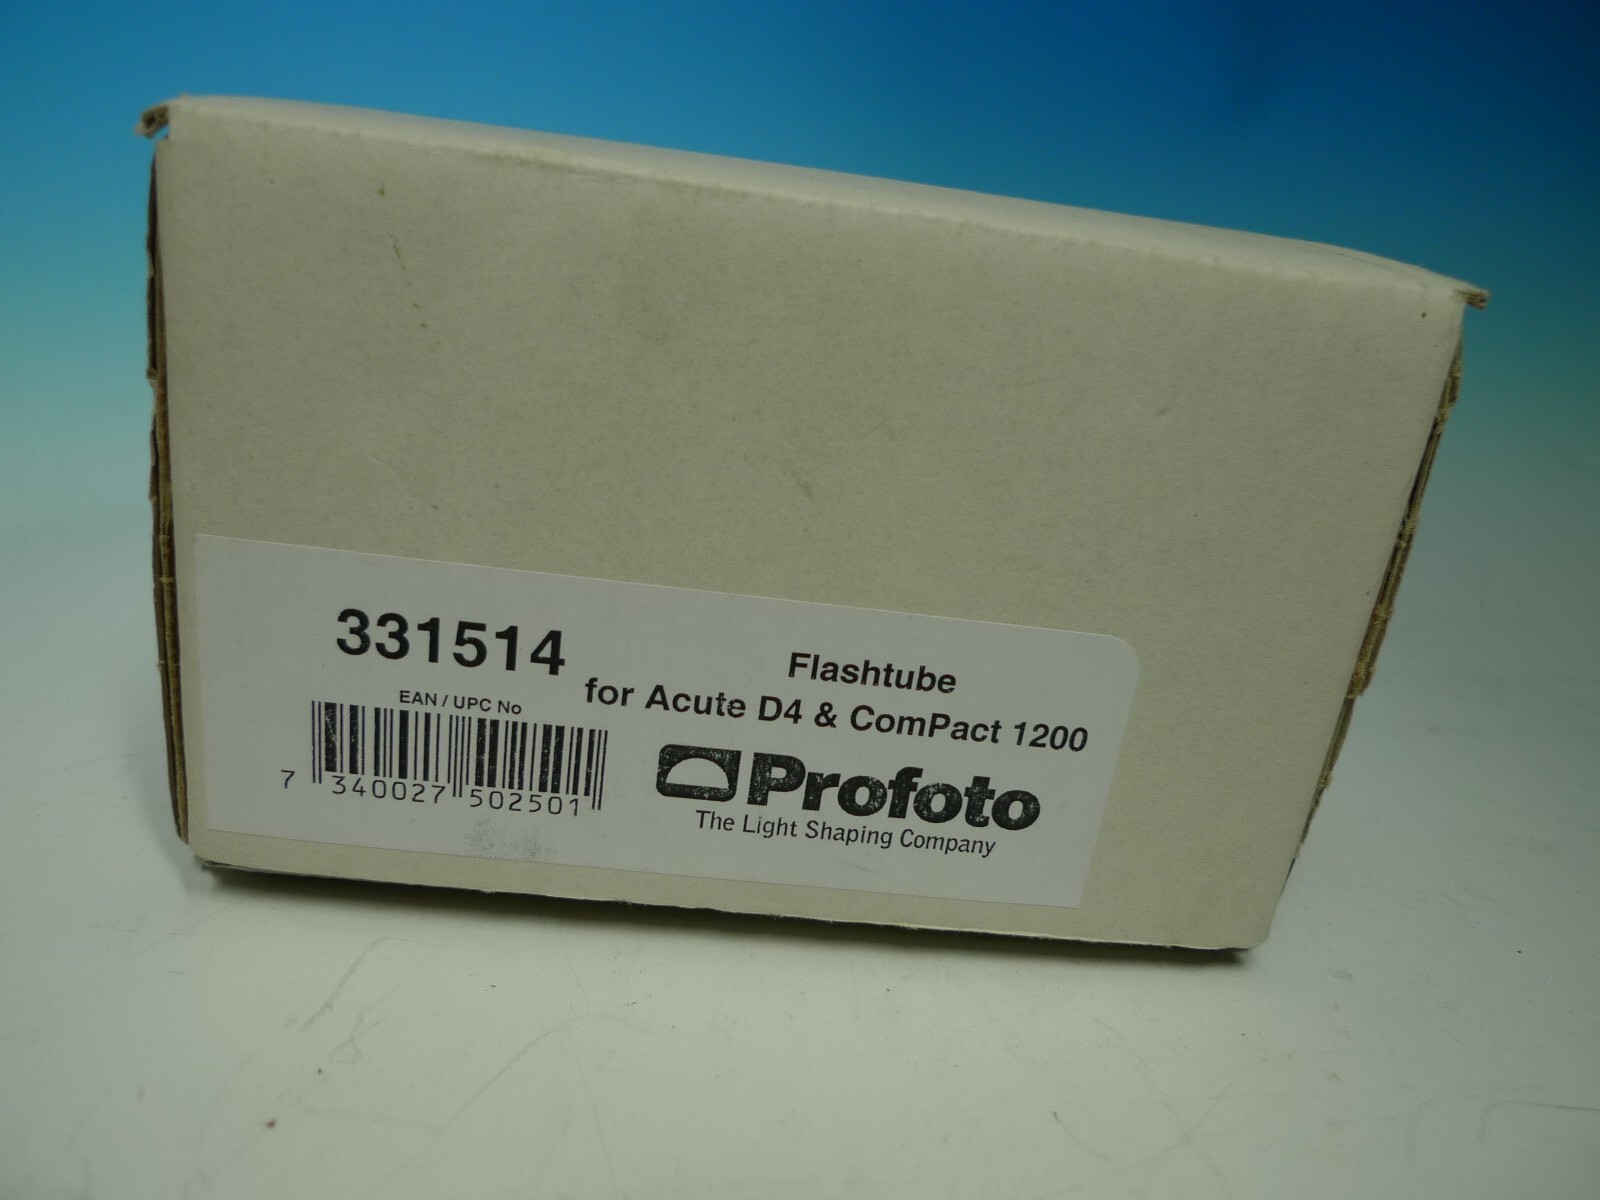 331514
EAN / UPC No
7 340027 502501
Flashtube
for Acute D4 & ComPact 1200
Profoto
The Light Shaping Company